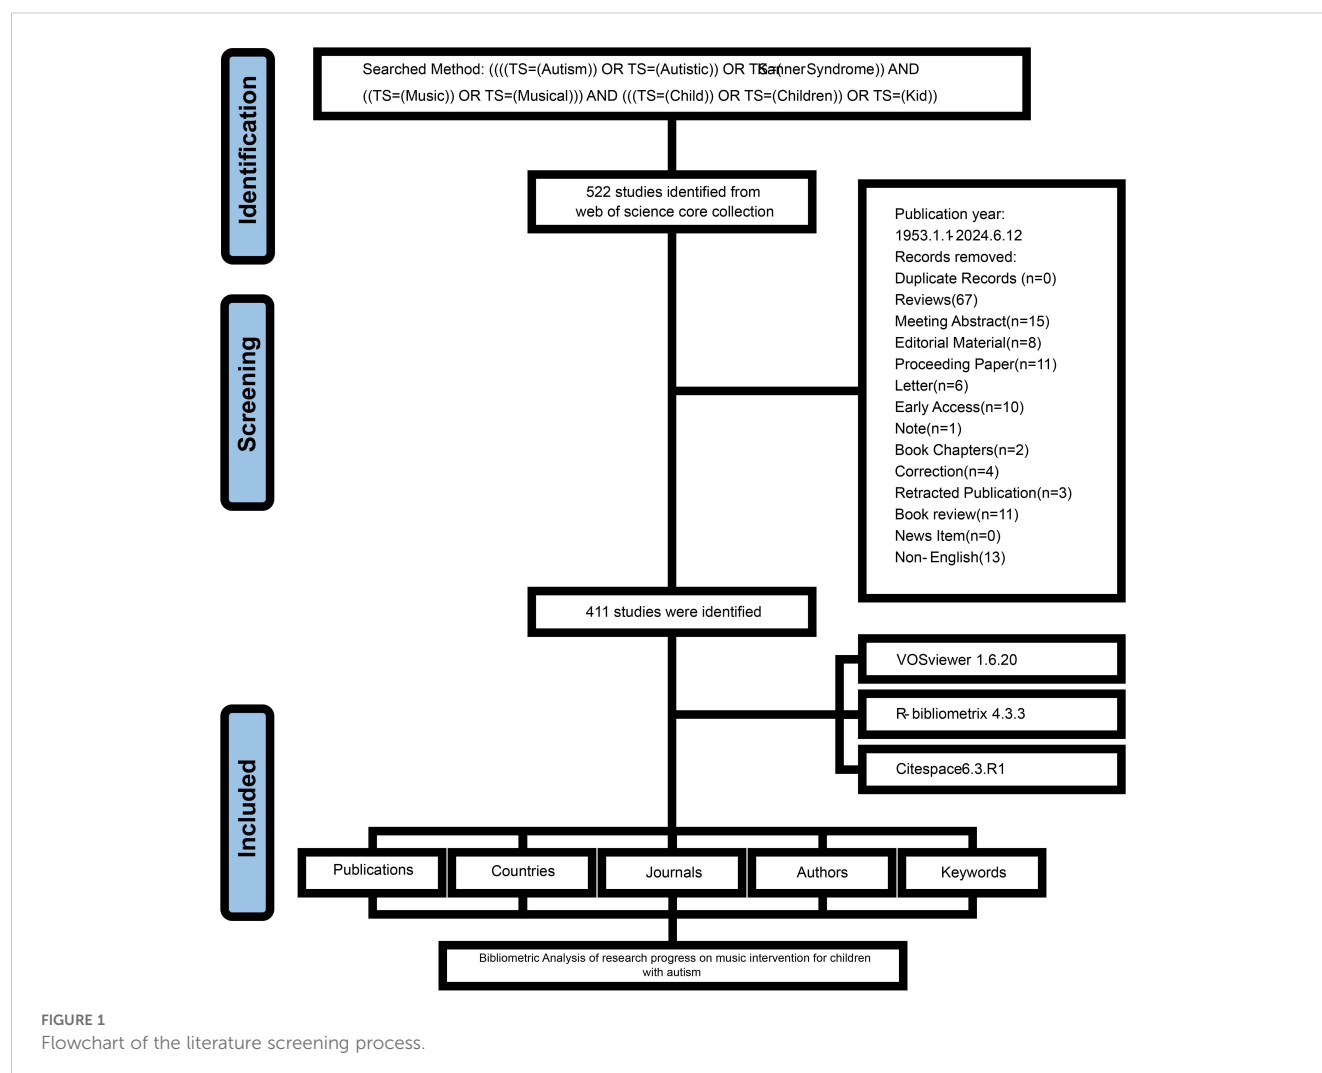 Identification
Searched Method: ((((TS=(Autism)) OR TS=(Autistic)) OR TS=(KannerSyndrome)) AND
((TS=(Music)) OR TS=(Musical))) AND (((TS=(Child)) OR TS=(Children)) OR TS=(Kid))
522 studies identified from
web of science core collection
Screening
Publication year:
1953.1.1-2024.6.12
Records removed:
Duplicate Records (n=0)
Reviews(67)
Meeting Abstract(n=15)
Editorial Material(n=8)
Proceeding Paper(n=11)
Letter(n=6)
Early Access(n=10)
Note(n=1)
Book Chapters(n=2)
Correction(n=4)
Retracted Publication(n=3)
Book review(n=11)
News Item(n=0)
Non- English(13)
411 studies were identified
VOSviewer 1.6.20
R- bibliometrix 4.3.3
Citespace6.3.R1
Included
Publications
Countries
Journals
Authors
Keywords
Bibliometric Analysis of research progress on music intervention for children
with autism
FIGURE 1
Flowchart of the literature screening process.